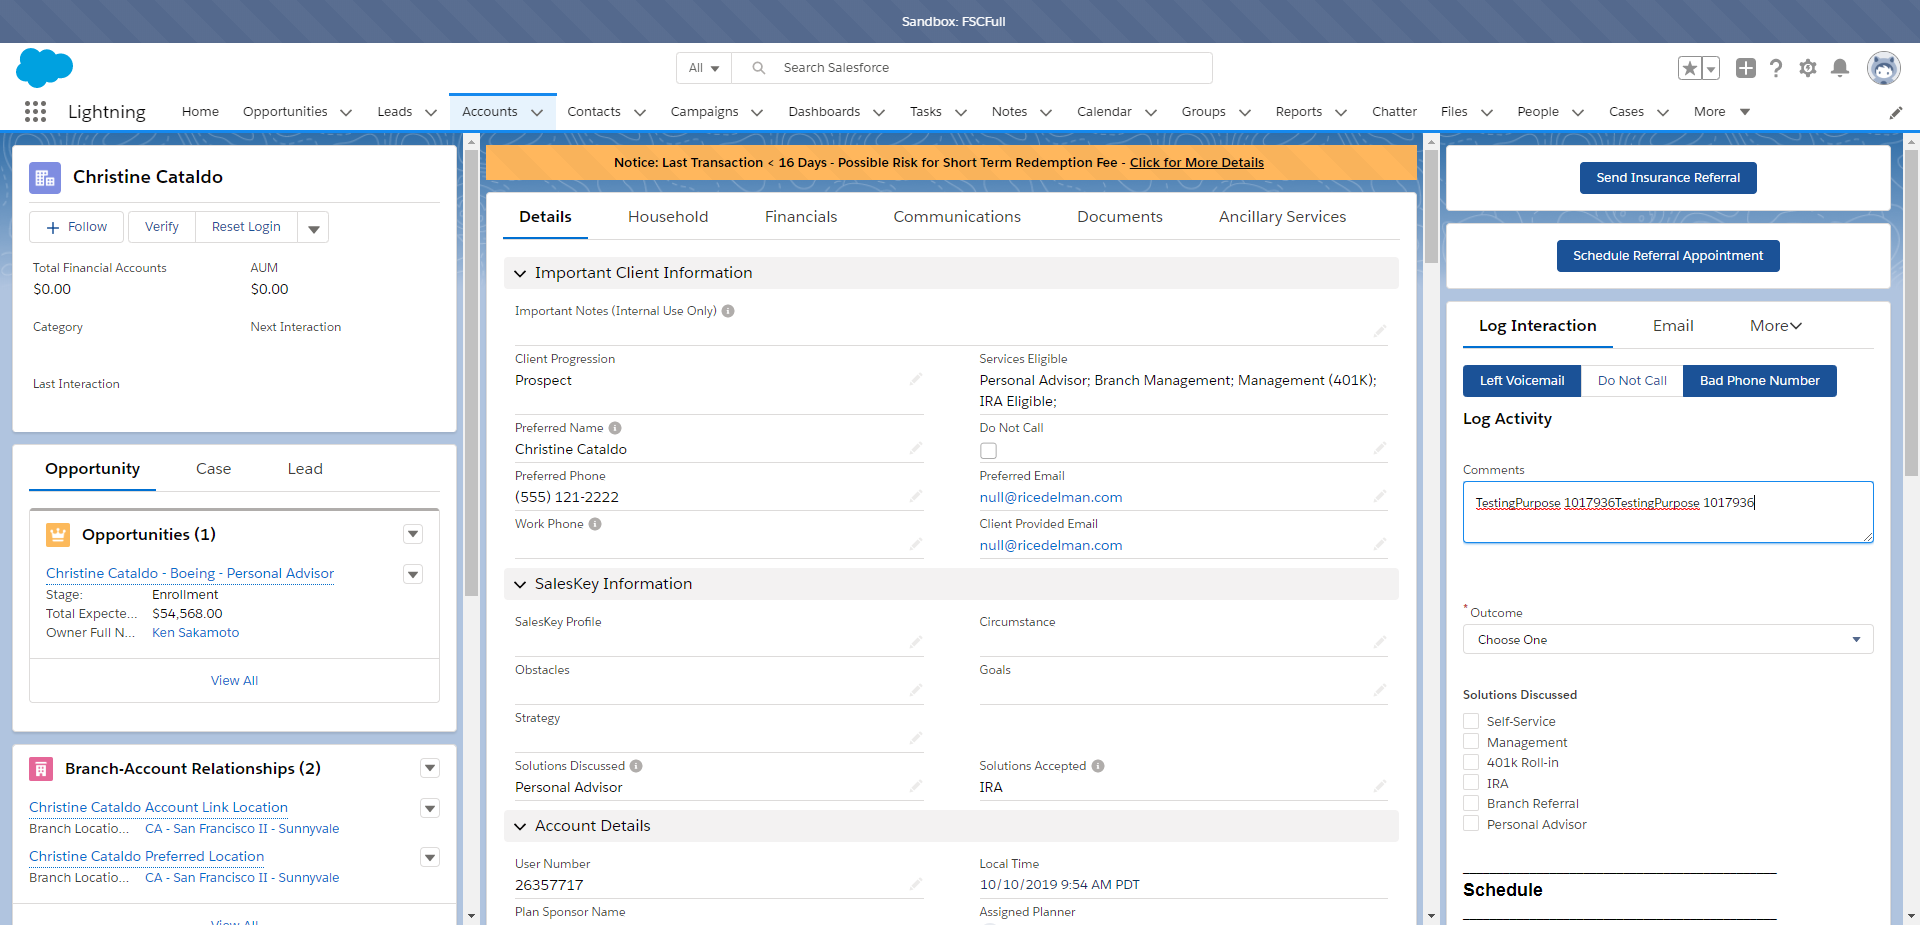 Sandbox: FSCFull
All
Search Salesforce
Lightning
Home
Opportunities
Leads
Accounts
Contacts
Campaigns
Dashboards
Tasks
Notes
Calendar
Groups
Reports
Chatter
Files
People
Cases
More
Christine Cataldo
Follow
Verify
Reset Login
Total Financial Accounts
AUM
$0.00
$0.00
Category
Next Interaction
Last Interaction
Opportunity
Case
Lead
Opportunities (1)
Christine Cataldo - Boeing - Personal Advisor
Stage: Enrollment
Total Expecte... $54,568.00
Owner Full N... Ken Sakamoto
View All
Branch-Account Relationships (2)
Christine Cataldo Account Link Location
Branch Locatio... CA - San Francisco II - Sunnyvale
Christine Cataldo Preferred Location
Branch Locatio... CA - San Francisco II - Sunnyvale
View All
Notice: Last Transaction < 16 Days - Possible Risk for Short Term Redemption Fee - Click for More Details
Details
Household
Financials
Communications
Documents
Ancillary Services
Important Client Information
Important Notes (Internal Use Only)
Client Progression
Prospect
Services Eligible
Personal Advisor; Branch Management; Management (401K);
IRA Eligible;
Preferred Name
Christine Cataldo
Do Not Call
Preferred Phone
(555) 121-2222
Preferred Email
null@ricedelman.com
Work Phone
Client Provided Email
null@ricedelman.com
SalesKey Information
SalesKey Profile
Circumstance
Obstacles
Goals
Strategy
Solutions Discussed
Personal Advisor
Solutions Accepted
IRA
Account Details
User Number
26357717
Local Time
10/10/2019 9:54 AM PDT
Plan Sponsor Name
Assigned Planner
Send Insurance Referral
Schedule Referral Appointment
Log Interaction
Email
More
Left Voicemail
Do Not Call
Bad Phone Number
Log Activity
Comments
TestingPurpose 1017936TestingPurpose 1017936
* Outcome
Choose One
Solutions Discussed
Self-Service
Management
401k Roll-in
IRA
Branch Referral
Personal Advisor
Schedule